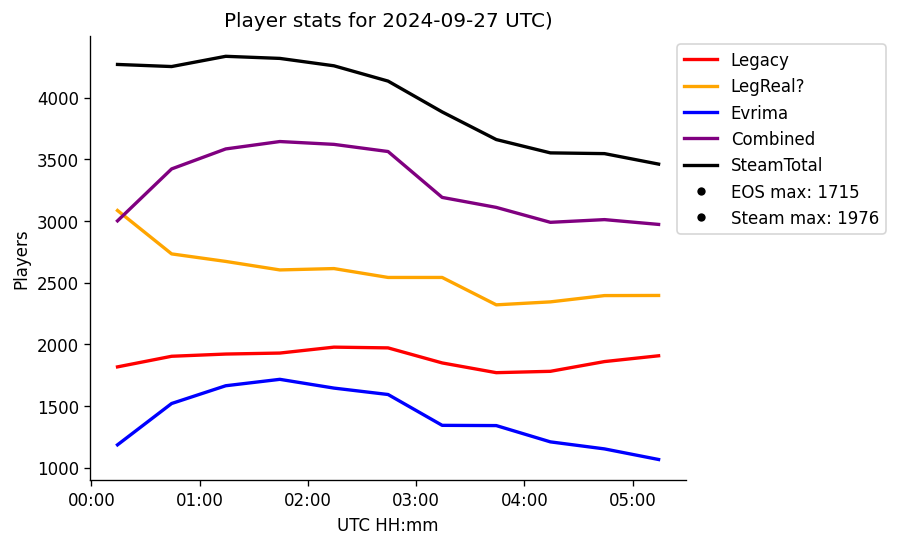 Player stats for 2024-09-27 UTC)
Legacy
LegReal?
Evrima
Combined
SteamTotal
EOS max: 1715
Steam max: 1976
Players
4000
3500
3000
2500
2000
1500
1000
00:00 01:00 02:00 03:00 04:00 05:00
UTC HH:mm